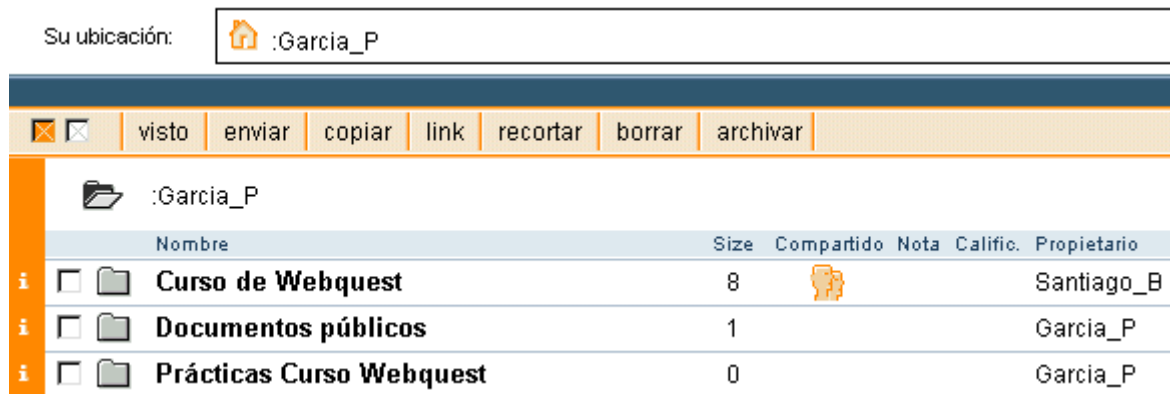 Su ubicación: :Garcia_P
visto enviar copiar link recortar borrar archivar
:Garcia_P
Nombre Size Compartido Nota Calific. Propietario
i Curso de Webquest 8 Santiago_B
i Documentos públicos 1 Garcia_P
i Prácticas Curso Webquest 0 Garcia_P